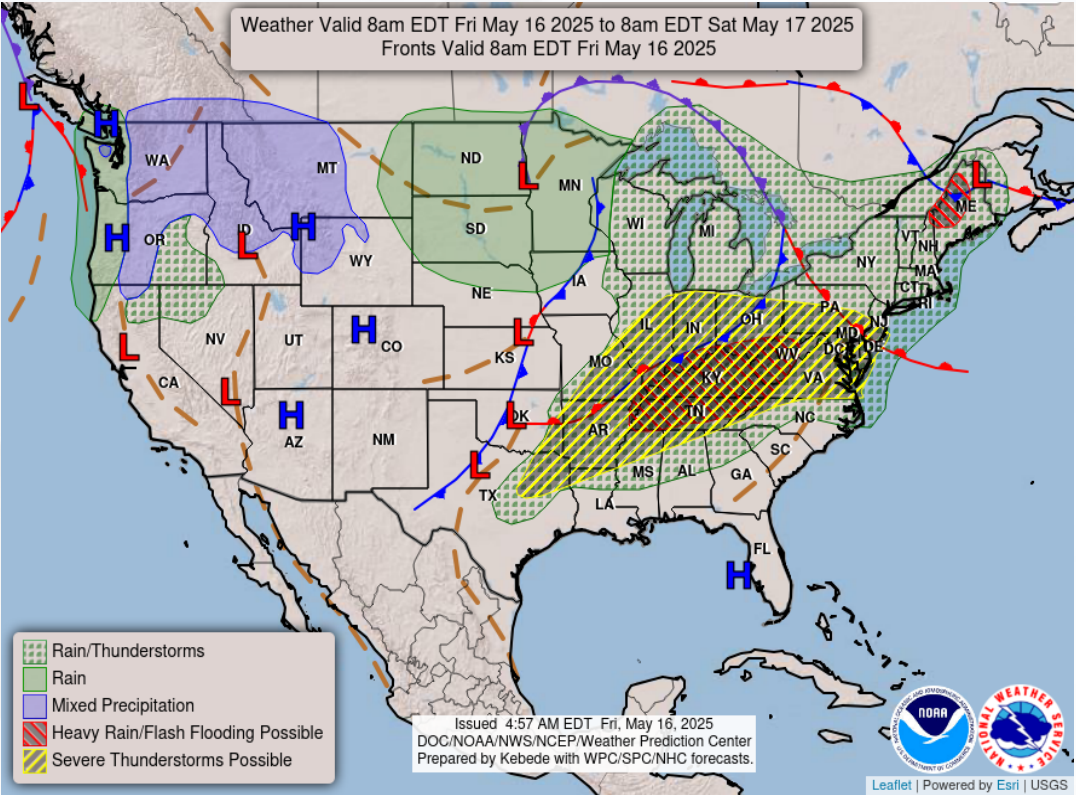 Weather Valid 8am EDT Fri May 16 2025 to 8am EDT Sat May 17 2025
Fronts Valid 8am EDT Fri May 16 2025
L
H
WA
MT
ND
MN
L
L
ME
H
OR
ID
L
H
WY
SD
WI
MI
VT
NH
NY
MA
CT
RI
NE
IA
PA
NJ
L
CA
NV
UT
H
CO
L
KS
MO
IL
IN
OH
MD
DE
DC
WV
VA
KY
L
H
AZ
NM
L
OK
AR
TN
NC
SC
L
TX
LA
MS
AL
GA
FL
H
Rain/Thunderstorms
Rain
Mixed Precipitation
Heavy Rain/Flash Flooding Possible
Severe Thunderstorms Possible
Issued 4:57 AM EDT Fri, May 16, 2025
DOC/NOAA/NWS/NCEP/Weather Prediction Center
Prepared by Kebede with WPC/SPC/NHC forecasts.
NOAA
NATIONAL WEATHER SERVICE
Leaflet | Powered by Esri | USGS